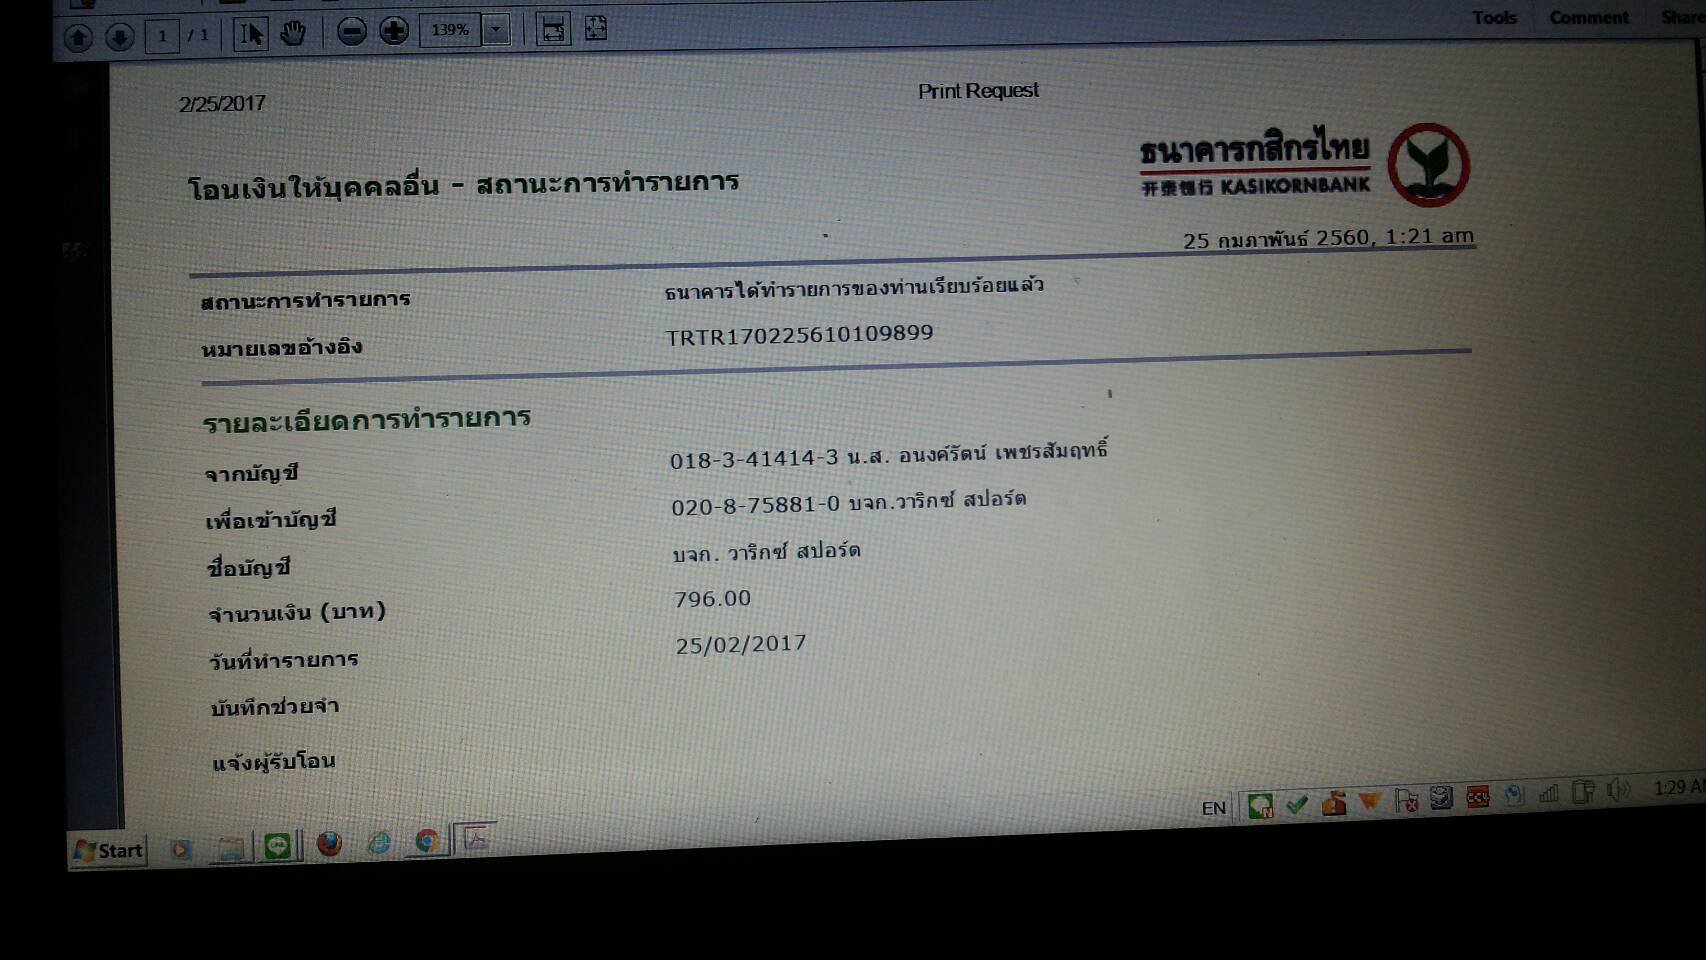 1 / 1 139% Tools Comment Share
2/25/2017 Print Request
ธนาคารกสิกรไทย
开泰银行 KASIKORNBANK
โอนเงินให้บุคคลอื่น - สถานะการทำรายการ
25 กุมภาพันธ์ 2560, 1:21 am
สถานะการทำรายการ ธนาคารได้ทำรายการของท่านเรียบร้อยแล้ว
หมายเลขอ้างอิง TRTR170225610109899
รายละเอียดการทำรายการ
จากบัญชี 018-3-41414-3 น.ส. อนงค์รัตน์ เพชรสัมฤทธิ์
เพื่อเข้าบัญชี 020-8-75881-0 บจก.วาริกซ์ สปอร์ต
ชื่อบัญชี บจก. วาริกซ์ สปอร์ต
จำนวนเงิน (บาท) 796.00
วันที่ทำรายการ 25/02/2017
บันทึกช่วยจำ
แจ้งผู้รับโอน
EN 1:29 AM
Start